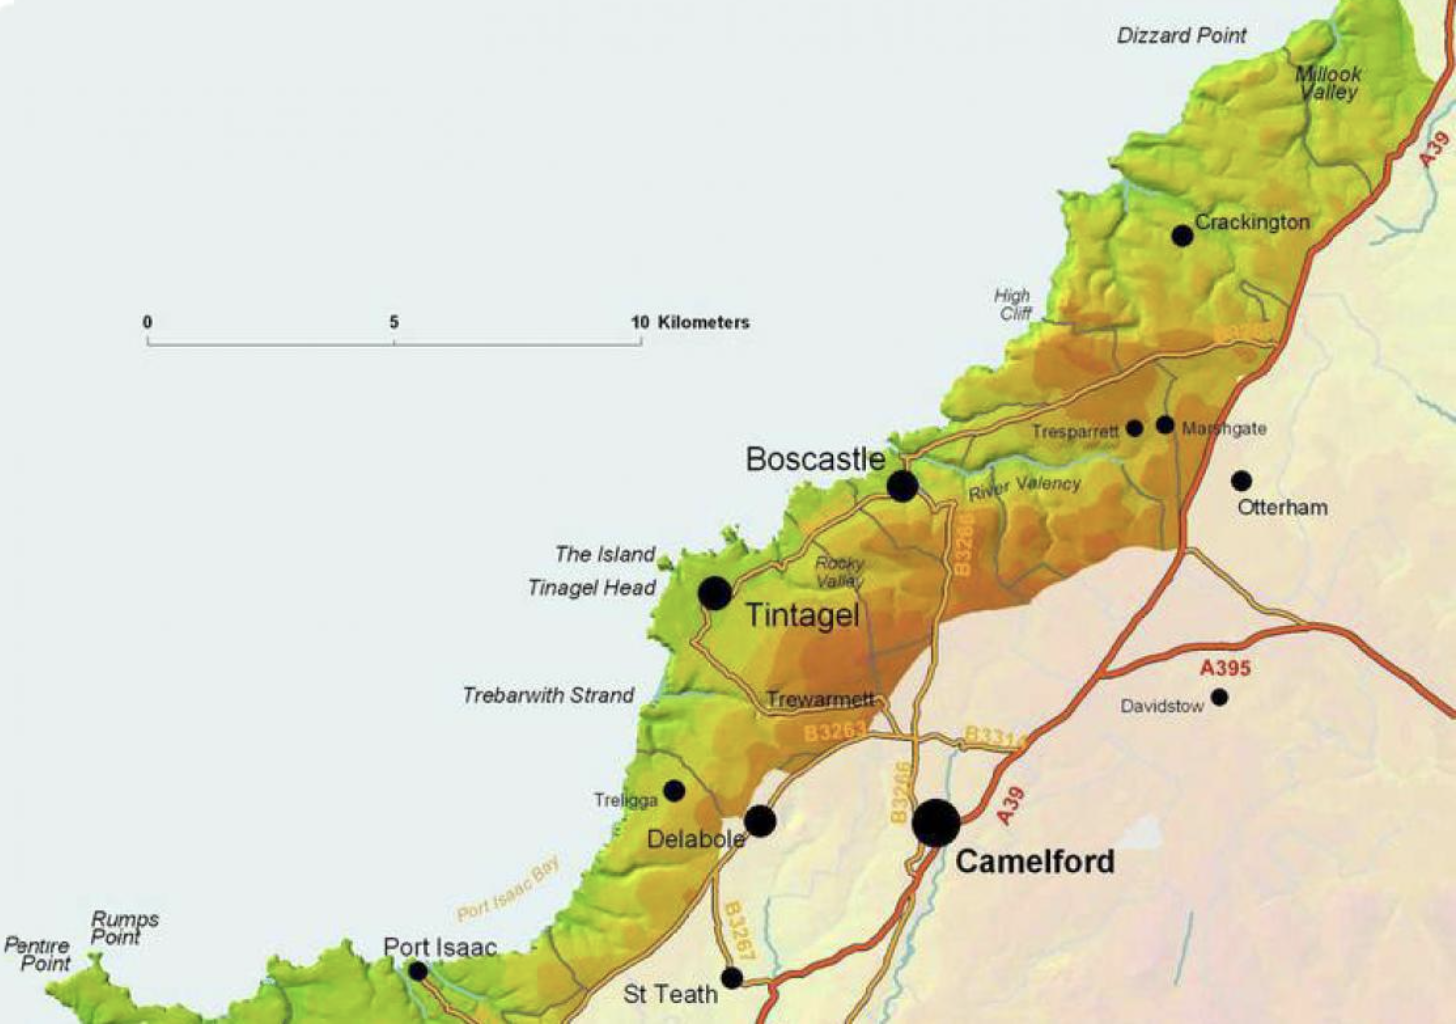 Dizzard Point
Millook
Valley
A39
Crackington
High
Cliff
0 5 10 Kilometers
Tresparrett
Marshgate
Boscastle
River Valency
Otterham
B3266
The Island
Rocky
Valley
Tinagel Head
Tintagel
A395
Trebarwith Strand
Trewarmett
Davidstow
B3263
B3314
B3266
Treligga
A39
Delabole
Camelford
Port Isaac Bay
Rumps
Point
Pentire
Point
Port Isaac
B3267
St Teath